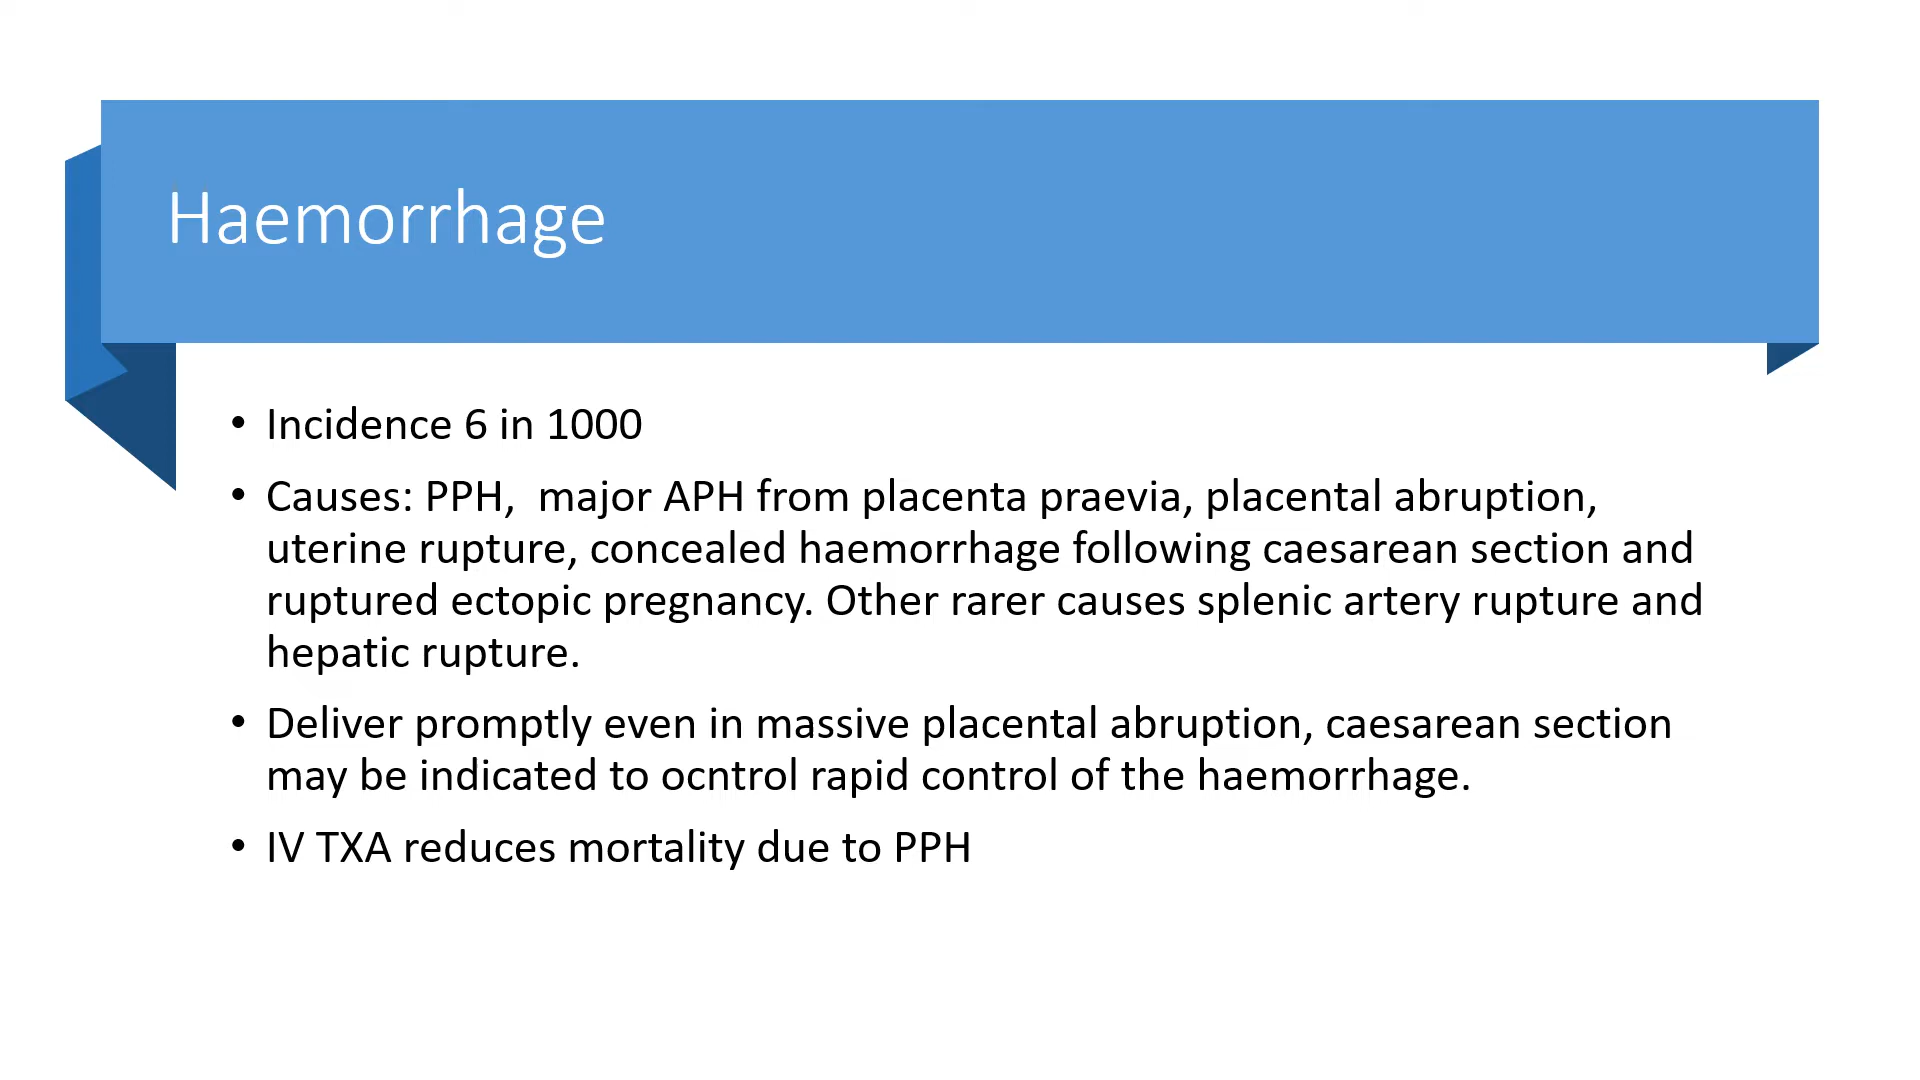 Haemorrhage
• Incidence 6 in 1000
• Causes: PPH,  major APH from placenta praevia, placental abruption,
uterine rupture, concealed haemorrhage following caesarean section and
ruptured ectopic pregnancy. Other rarer causes splenic artery rupture and
hepatic rupture.
• Deliver promptly even in massive placental abruption, caesarean section
may be indicated to ocntrol rapid control of the haemorrhage.
• IV TXA reduces mortality due to PPH